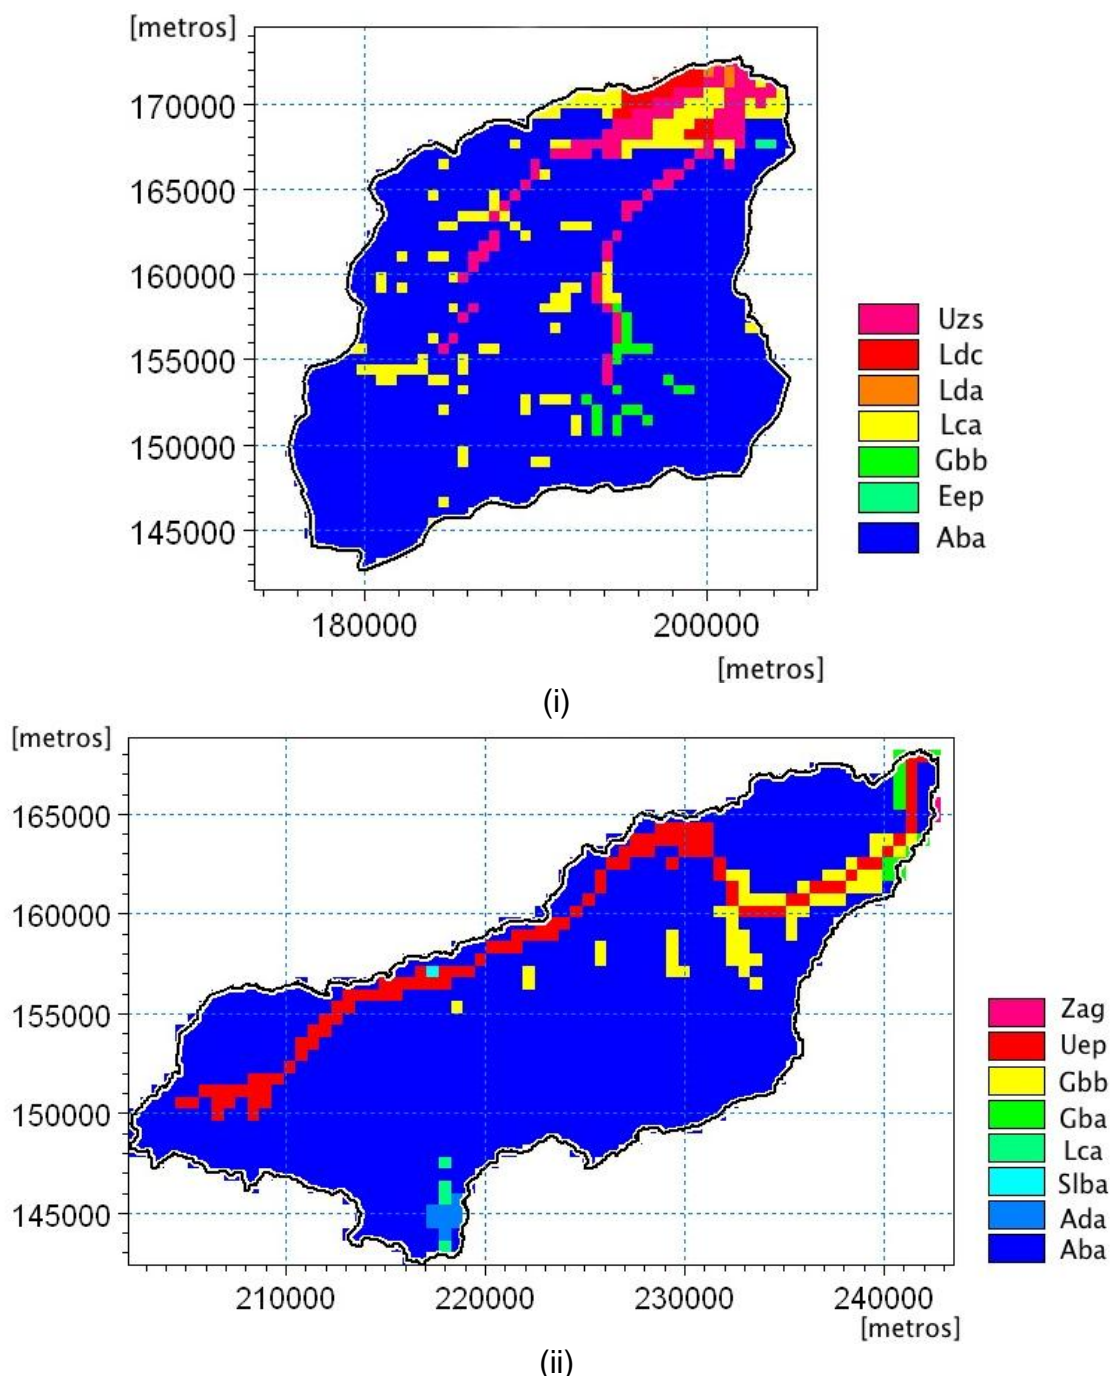 [metros]
170000
165000
160000
155000
150000
145000
180000
200000
[metros]
Uzs
Ldc
Lda
Lca
Gbb
Eep
Aba
(i)
[metros]
165000
160000
155000
150000
145000
210000
220000
230000
240000
[metros]
Zag
Uep
Gbb
Gba
Lca
Slba
Ada
Aba
(ii)